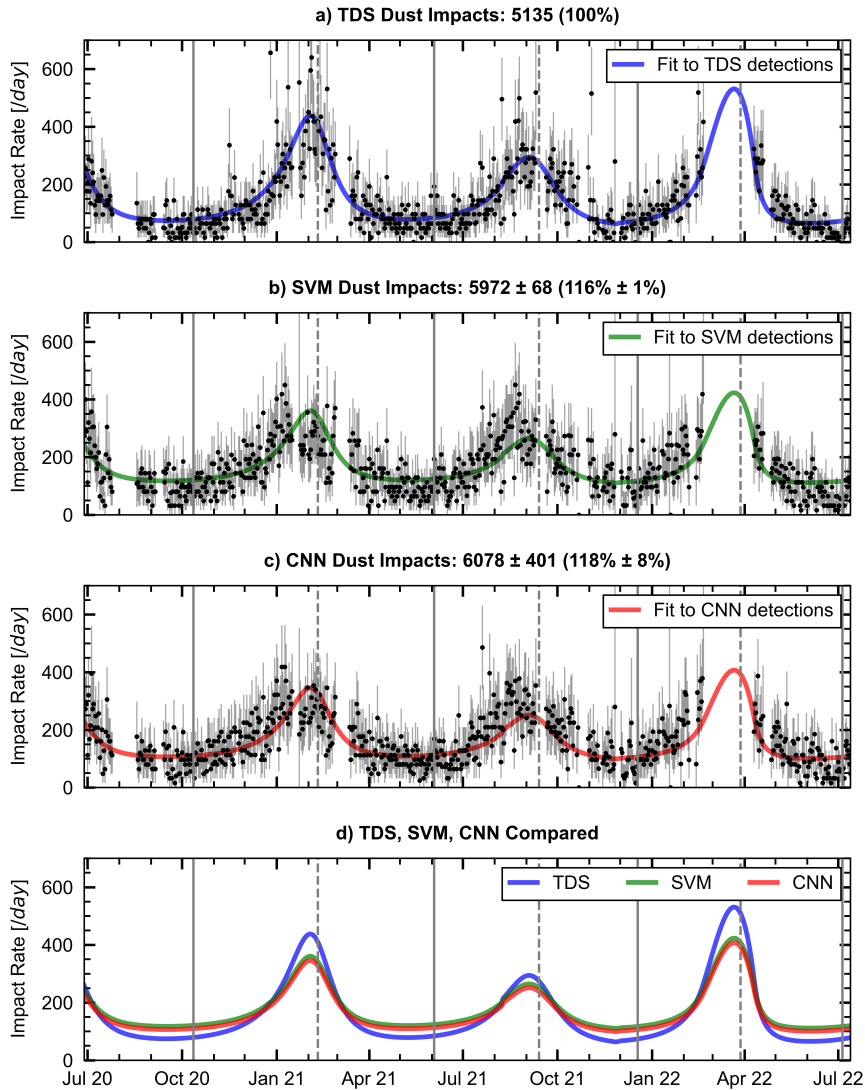 a) TDS Dust Impacts: 5135 (100%)
Impact Rate [/day]
600
400
200
0
Fit to TDS detections
b) SVM Dust Impacts: 5972 ± 68 (116% ± 1%)
Impact Rate [/day]
600
400
200
0
Fit to SVM detections
c) CNN Dust Impacts: 6078 ± 401 (118% ± 8%)
Impact Rate [/day]
600
400
200
0
Fit to CNN detections
d) TDS, SVM, CNN Compared
Impact Rate [/day]
600
400
200
0
TDS SVM CNN
Jul 20 Oct 20 Jan 21 Apr 21 Jul 21 Oct 21 Jan 22 Apr 22 Jul 22